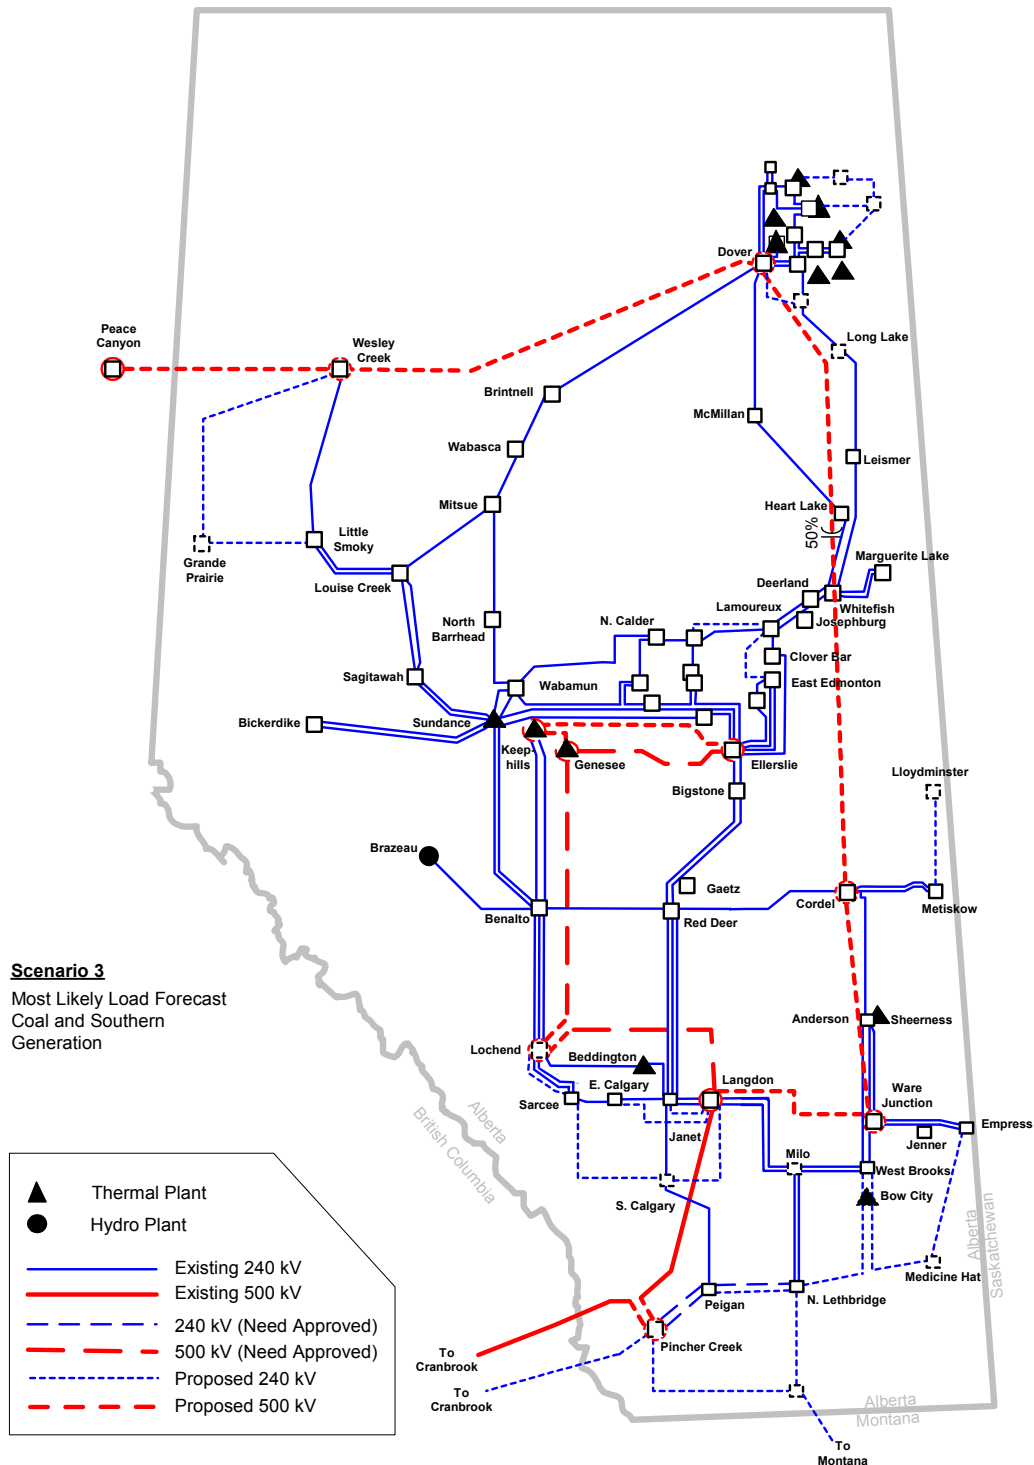 Dover
Peace
Canyon
Wesley
Creek
Long Lake
Brintnell
McMillan
Wabasca
Leismer
Mitsue
Heart Lake
50%
Little
Smoky
Grande
Prairie
Marguerite Lake
Louise Creek
Deerland
Whitefish
Lamoureux
Josephburg
North
Barrhead
N. Calder
Clover Bar
Sagitawah
Wabamun
East Edmonton
Bickerdike
Sundance
Keep-
hills
Genesee
Ellerslie
Lloydminster
Bigstone
Brazeau
Gaetz
Cordel
Metiskow
Benalto
Red Deer
Scenario 3
Most Likely Load Forecast
Coal and Southern
Generation
Anderson
Sheerness
Lochend
Beddington
E. Calgary
Langdon
Ware
Junction
Sarcee
Empress
Janet
Jenner
Alberta
British Columbia
Milo
West Brooks
S. Calgary
Bow City
Alberta
Saskatchewan
Medicine Hat
Peigan
N. Lethbridge
Pincher Creek
To
Cranbrook
To
Cranbrook
Alberta
Montana
To
Montana
Thermal Plant
Hydro Plant
Existing 240 kV
Existing 500 kV
240 kV (Need Approved)
500 kV (Need Approved)
Proposed 240 kV
Proposed 500 kV